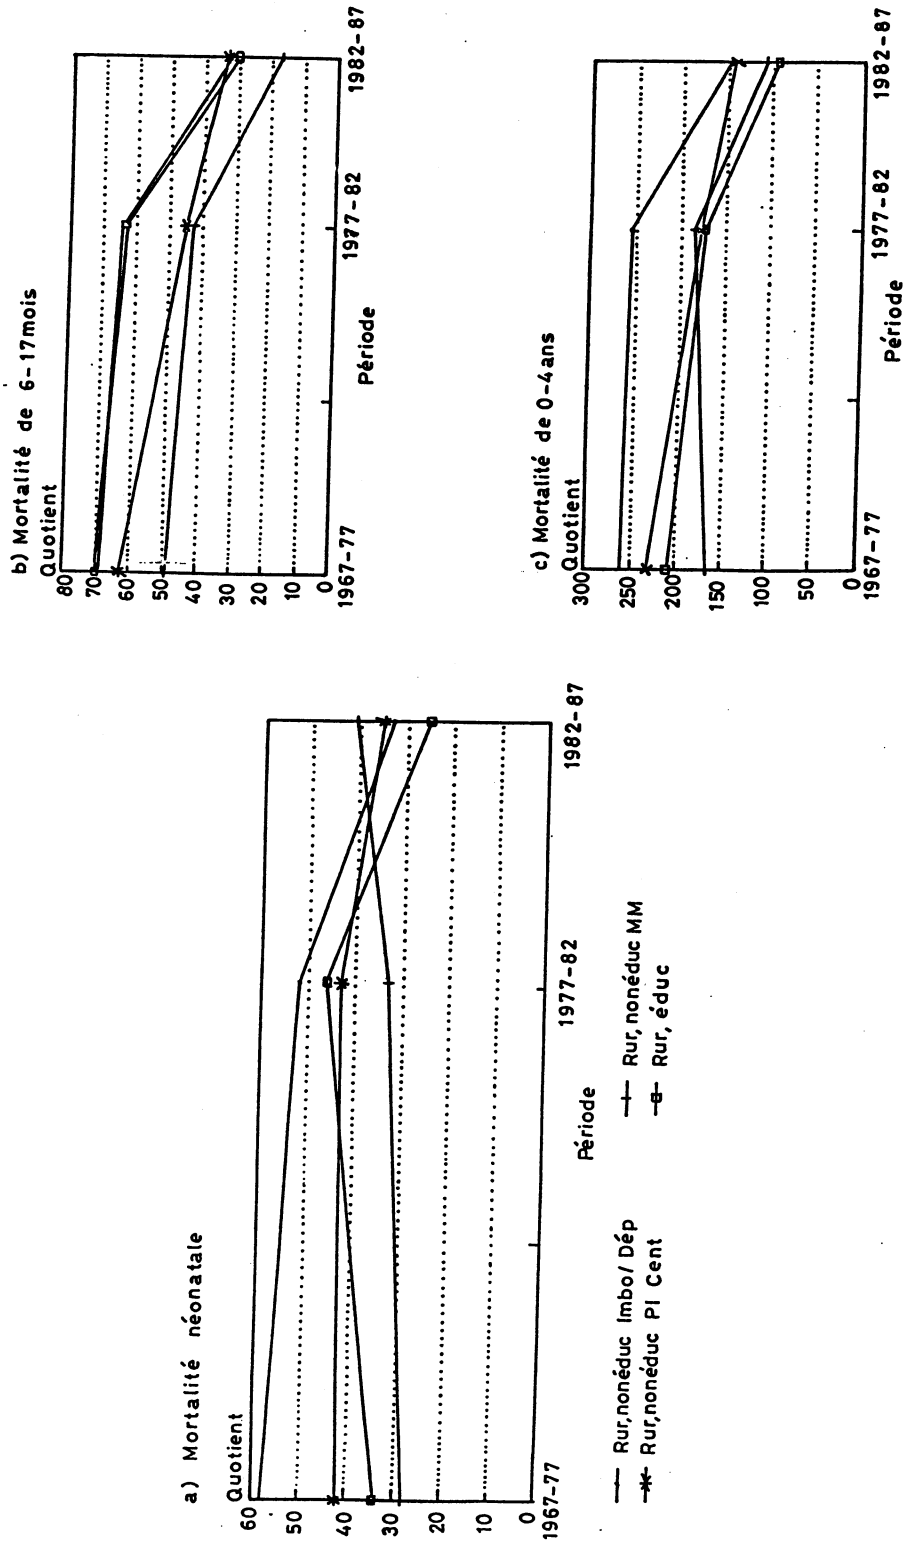 a) Mortalité néonatale
Quotient
60
50
40
30
20
10
0
1967-77
1977-82
1982-87
Période
Rur,nonéduc Imbo/Dép
Rur,nonéduc MM
Rur,nonéduc Pl Cent
Rur, éduc
b) Mortalité de 6-17mois
Quotient
80
70
60
50
40
30
20
10
0
1967-77
1977-82
1982-87
Période
c) Mortalité de 0-4ans
Quotient
300
250
200
150
100
50
0
1967-77
1977-82
1982-87
Période